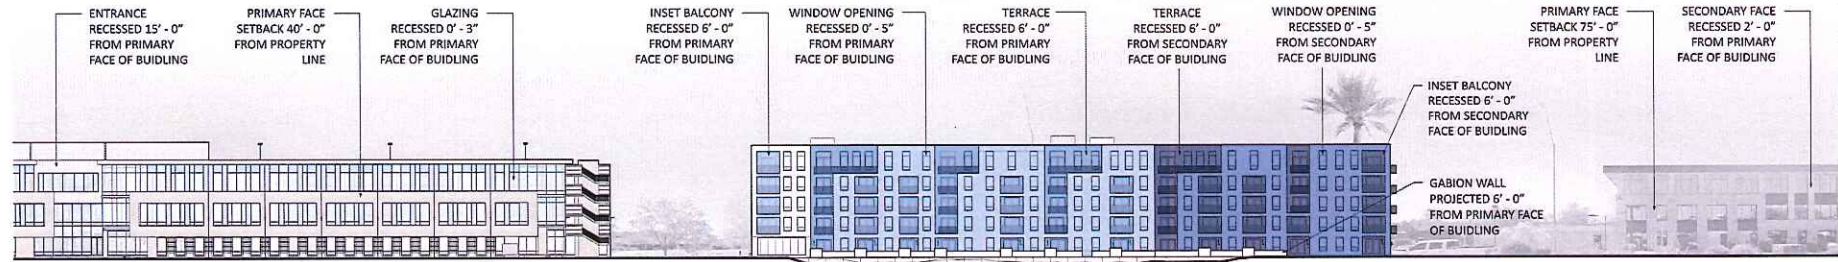 ENTRANCE
RECESSED 15' - 0"
FROM PRIMARY
FACE OF BUIDLING
PRIMARY FACE
SETBACK 40' - 0"
FROM PROPERTY
LINE
GLAZING
RECESSED 0' - 3"
FROM PRIMARY
FACE OF BUIDLING
INSET BALCONY
RECESSED 6' - 0"
FROM PRIMARY
FACE OF BUIDLING
WINDOW OPENING
RECESSED 0' - 5"
FROM PRIMARY
FACE OF BUIDLING
TERRACE
RECESSED 6' - 0"
FROM PRIMARY
FACE OF BUIDLING
TERRACE
RECESSED 6' - 0"
FROM SECONDARY
FACE OF BUIDLING
WINDOW OPENING
RECESSED 0' - 5"
FROM SECONDARY
FACE OF BUIDLING
PRIMARY FACE
SETBACK 75' - 0"
FROM PROPERTY
LINE
SECONDARY FACE
RECESSED 2' - 0"
FROM PRIMARY
FACE OF BUIDLING
INSET BALCONY
RECESSED 6' - 0"
FROM SECONDARY
FACE OF BUIDLING
GABION WALL
PROJECTED 6' - 0"
FROM PRIMARY FACE
OF BUIDLING